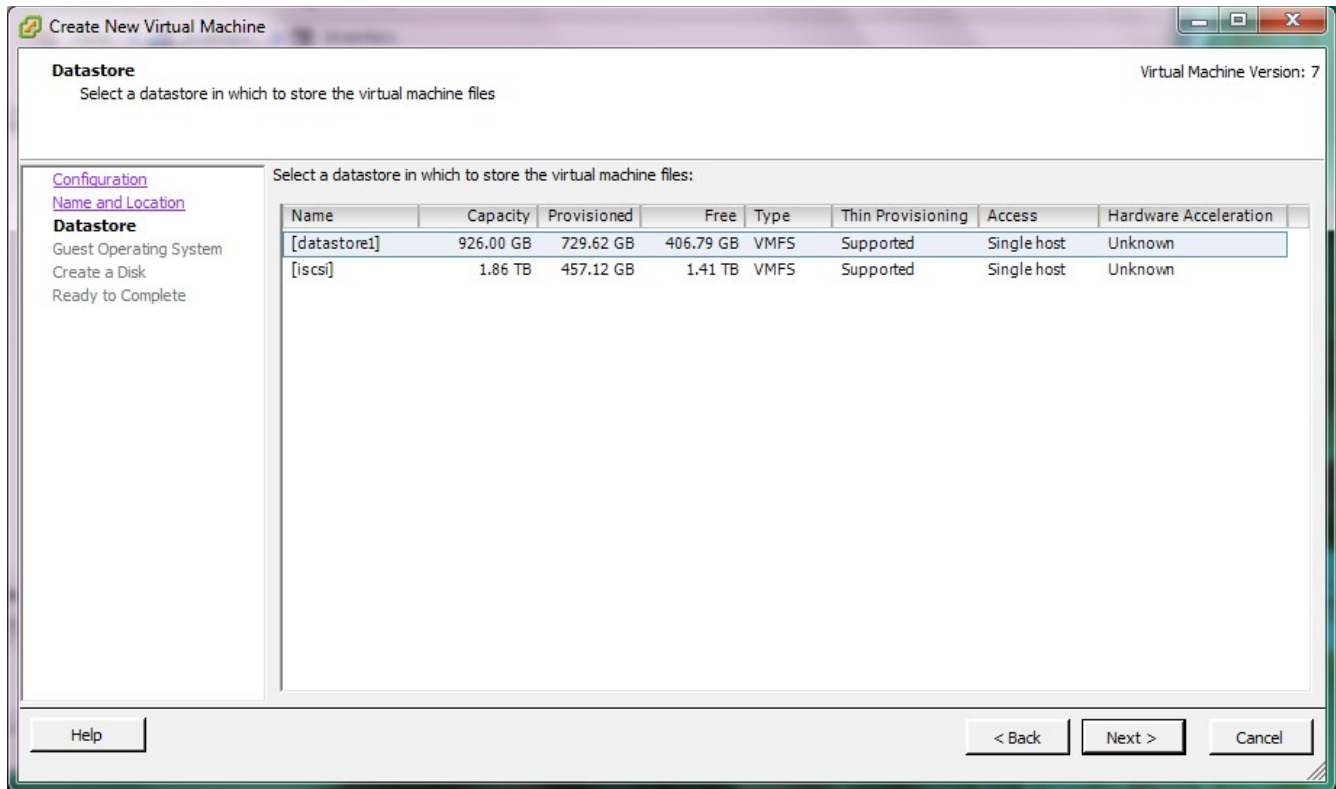 Create New Virtual Machine
Datastore
Virtual Machine Version: 7
Select a datastore in which to store the virtual machine files
Configuration
Name and Location
Datastore
Guest Operating System
Create a Disk
Ready to Complete
Select a datastore in which to store the virtual machine files:
Name Capacity Provisioned Free Type Thin Provisioning Access Hardware Acceleration
[datastore1] 926.00 GB 729.62 GB 406.79 GB VMFS Supported Single host Unknown
[iscsi] 1.86 TB 457.12 GB 1.41 TB VMFS Supported Single host Unknown
Help
< Back
Next >
Cancel